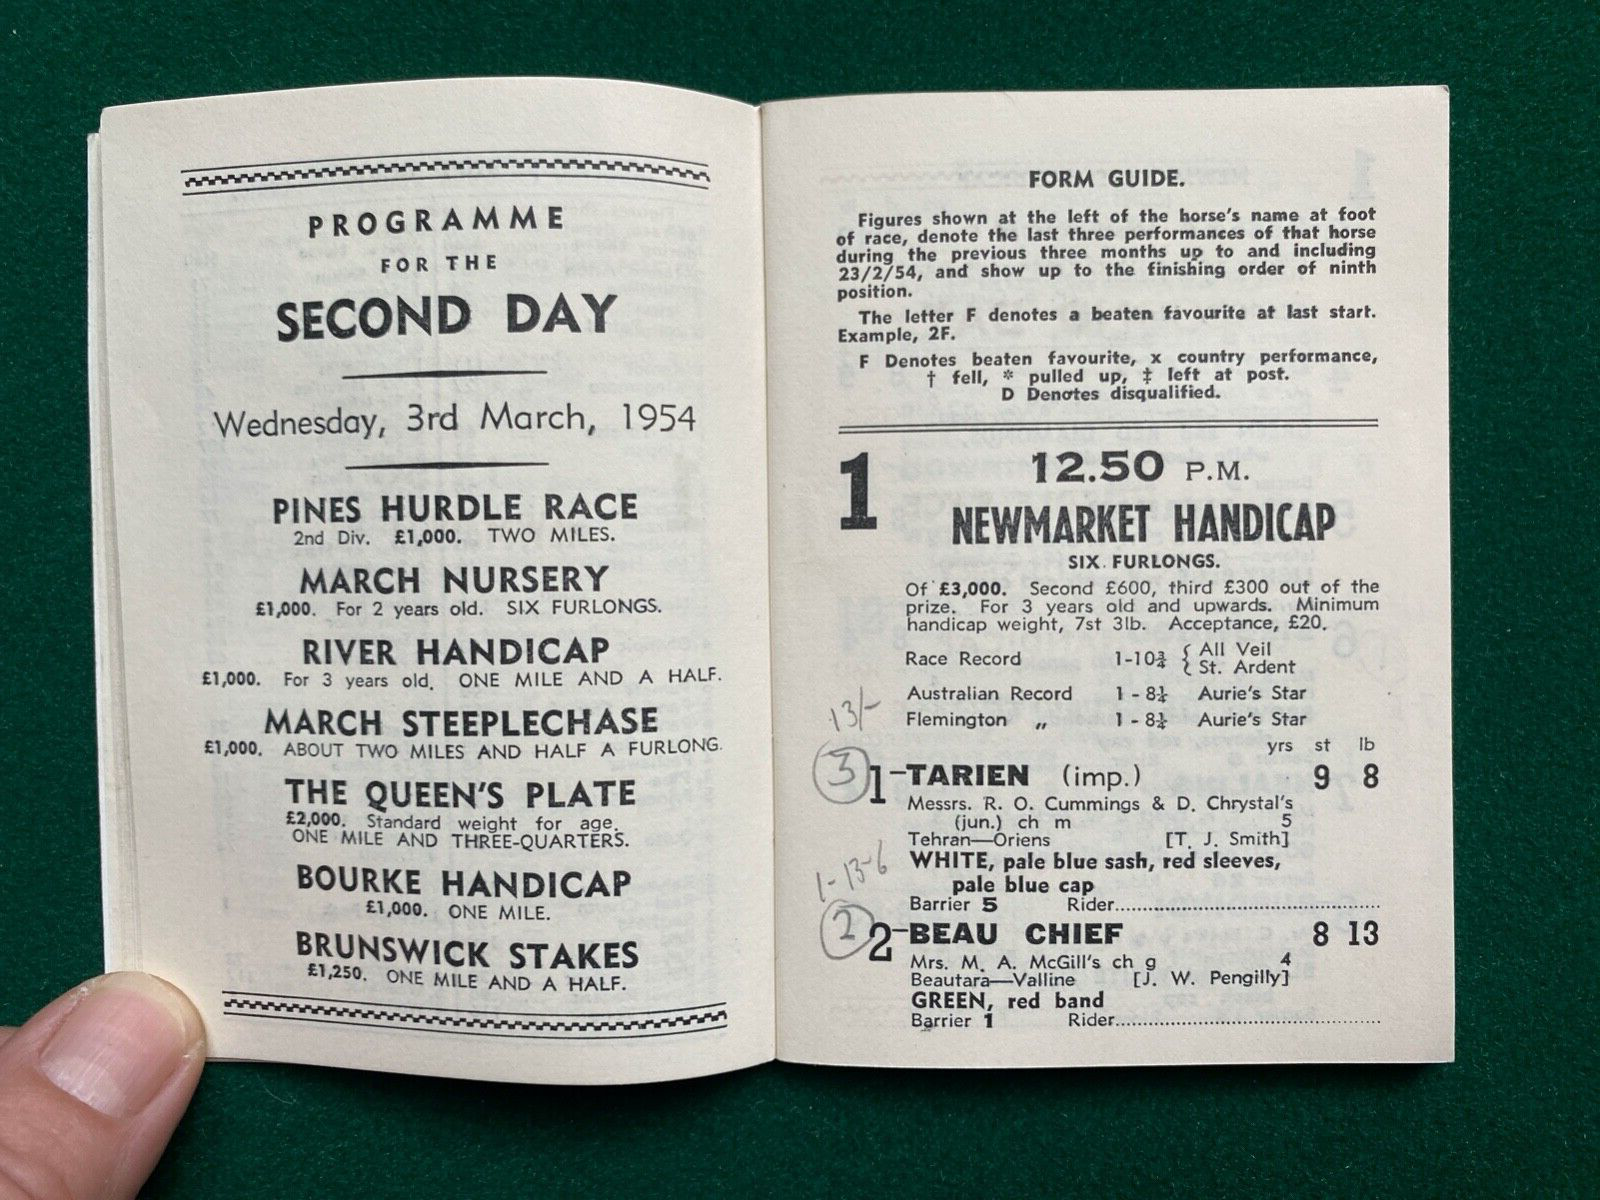 PROGRAMME
FOR THE
SECOND DAY
Wednesday, 3rd March, 1954
PINES HURDLE RACE
2nd Div. £1,000. TWO MILES.
MARCH NURSERY
£1,000. For 2 years old. SIX FURLONGS.
RIVER HANDICAP
£1,000. For 3 years old. ONE MILE AND A HALF.
MARCH STEEPLECHASE
£1,000. ABOUT TWO MILES AND HALF A FURLONG.
THE QUEEN'S PLATE
£2,000. Standard weight for age.
ONE MILE AND THREE-QUARTERS.
BOURKE HANDICAP
£1,000. ONE MILE.
BRUNSWICK STAKES
£1,250. ONE MILE AND A HALF.
FORM GUIDE.
Figures shown at the left of the horse's name at foot
of race, denote the last three performances of that horse
during the previous three months up to and including
23/2/54, and show up to the finishing order of ninth
position.
The letter F denotes a beaten favourite at last start.
Example, 2F.
F Denotes beaten favourite, x country performance,
† fell, * pulled up, ‡ left at post.
D Denotes disqualified.
1 12.50 P.M.
NEWMARKET HANDICAP
SIX FURLONGS.
Of £3,000. Second £600, third £300 out of the
prize. For 3 years old and upwards. Minimum
handicap weight, 7st 3lb. Acceptance, £20.
Race Record 1-10¾ { All Veil
St. Ardent
Australian Record 1 - 8¼ Aurie's Star
Flemington „ 1 - 8¼ Aurie's Star
13/-
yrs st lb
3 1-TARIEN (imp.) 9 8
Messrs. R. O. Cummings & D. Chrystal's
(jun.) ch m 5
Tehran—Oriens [T. J. Smith]
WHITE, pale blue sash, red sleeves,
pale blue cap
1-13-6
Barrier 5 Rider........................................
2 2-BEAU CHIEF 8 13
Mrs. M. A. McGill's ch g 4
Beautara—Valline [J. W. Pengilly]
GREEN, red band
Barrier 1 Rider........................................